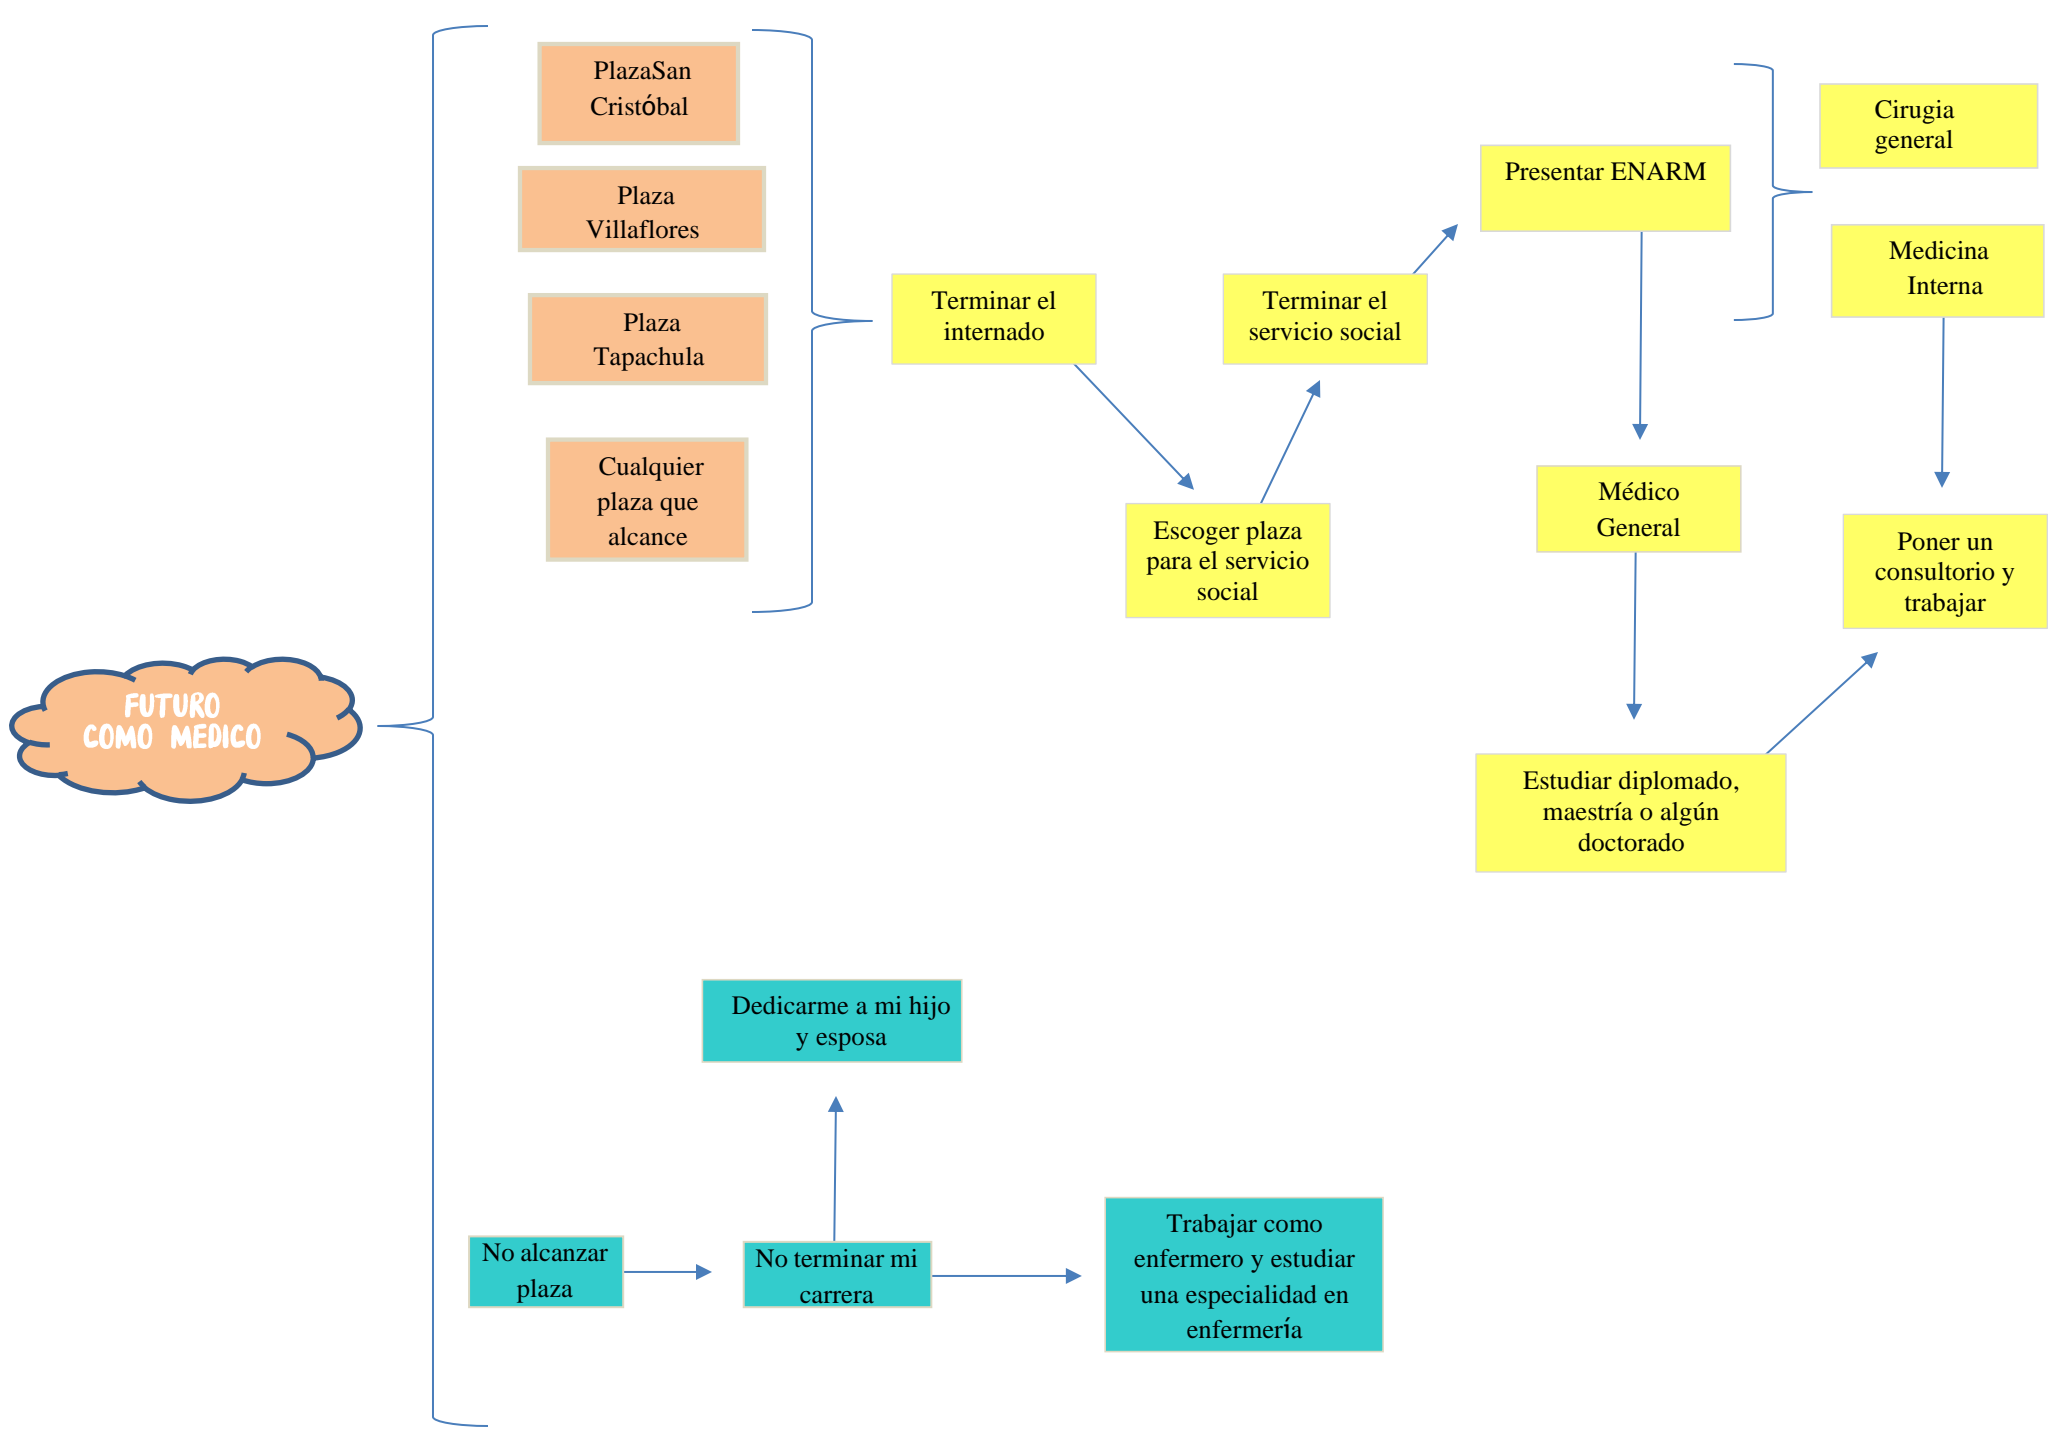 PlazaSan
Cristóbal
Plaza
Villaflores
Plaza
Tapachula
Cualquier
plaza que
alcance
Terminar el
internado
Escoger plaza
para el servicio
social
Terminar el
servicio social
Presentar ENARM
Cirugia
general
Medicina
Interna
Médico
General
Poner un
consultorio y
trabajar
Estudiar diplomado,
maestría o algún
doctorado
FUTURO
COMO MEDICO
Dedicarme a mi hijo
y esposa
No alcanzar
plaza
No terminar mi
carrera
Trabajar como
enfermero y estudiar
una especialidad en
enfermería